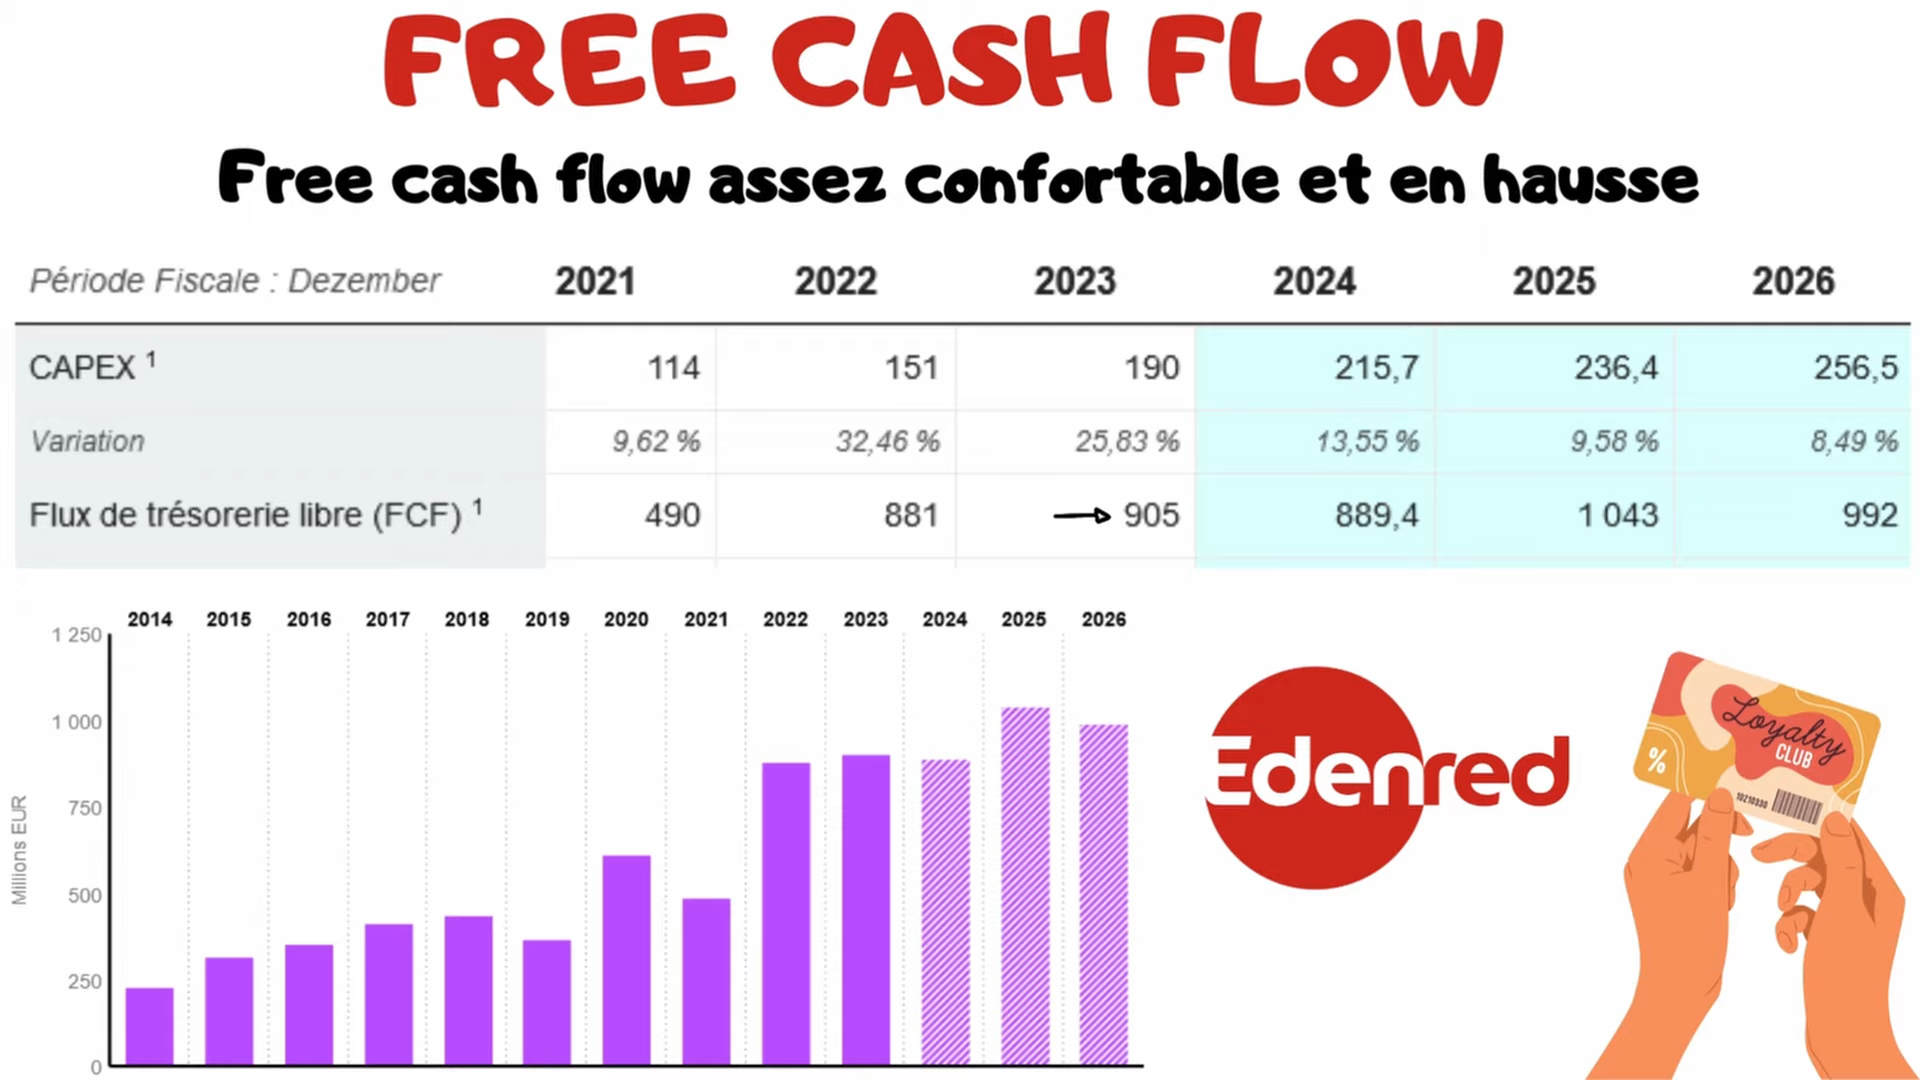 FREE CASH FLOW
Free cash flow assez confortable et en hausse
Période Fiscale : Dezember 2021 2022 2023 2024 2025 2026
CAPEX 1 114 151 190 215,7 236,4 256,5
Variation 9,62 % 32,46 % 25,83 % 13,55 % 9,58 % 8,49 %
Flux de trésorerie libre (FCF) 1 490 881 905 889,4 1 043 992
2014 2015 2016 2017 2018 2019 2020 2021 2022 2023 2024 2025 2026
1 250
1 000
750
500
250
0
Millions EUR
Edenred
Loyalty
CLUB
%
10210330